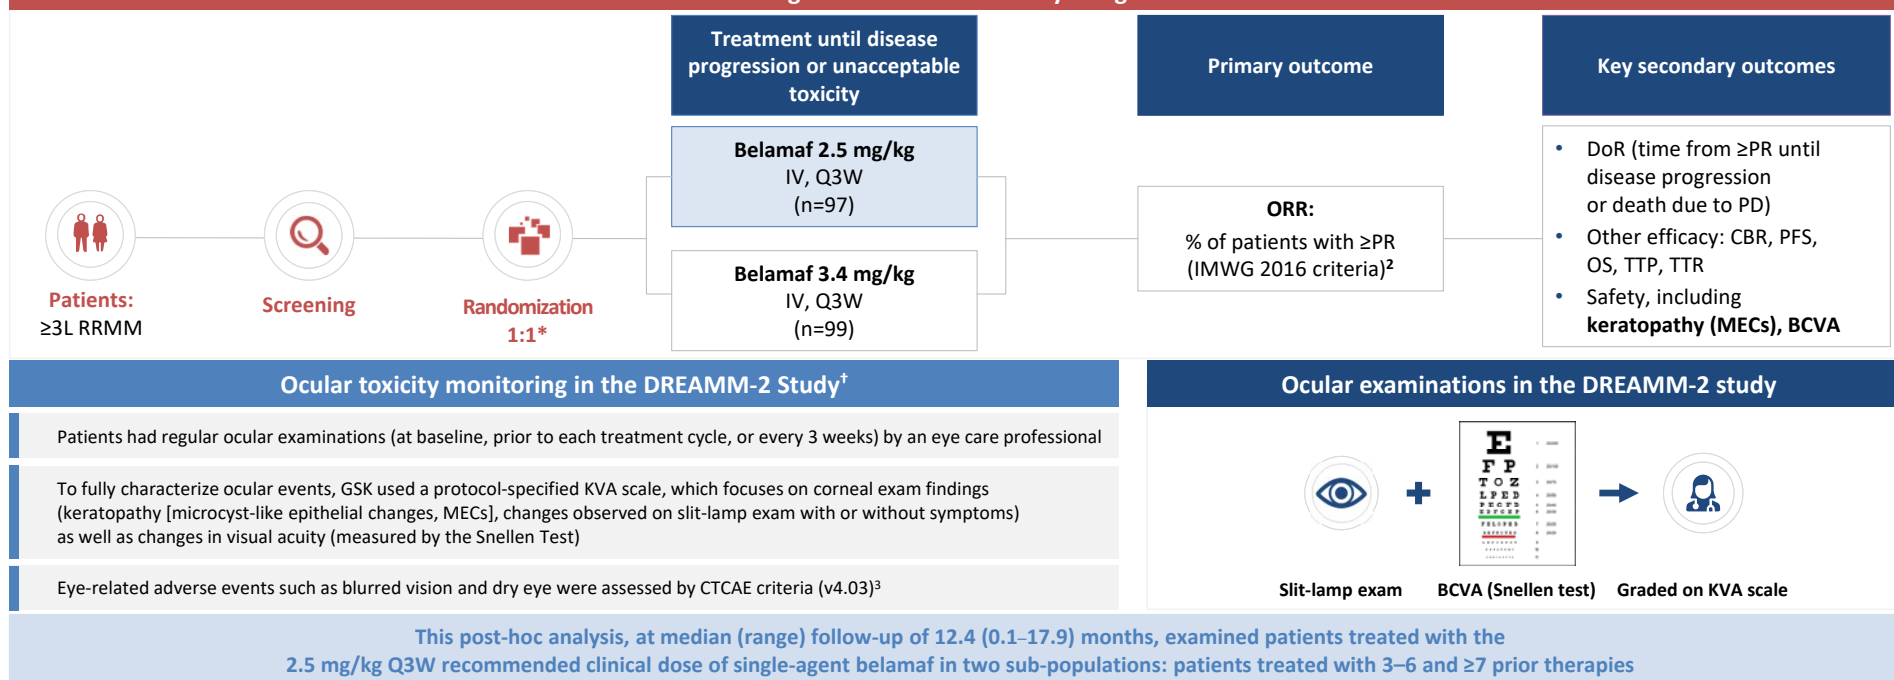 Treatment until disease
progression or unacceptable
toxicity
Primary outcome
Key secondary outcomes
Belamaf 2.5 mg/kg
IV, Q3W
(n=97)
Belamaf 3.4 mg/kg
IV, Q3W
(n=99)
Patients:
≥3L RRMM
Screening
Randomization
1:1*
ORR:
% of patients with ≥PR
(IMWG 2016 criteria)²
• DoR (time from ≥PR until
disease progression
or death due to PD)
• Other efficacy: CBR, PFS,
OS, TTP, TTR
• Safety, including
keratopathy (MECs), BCVA
Ocular toxicity monitoring in the DREAMM-2 Study†
Patients had regular ocular examinations (at baseline, prior to each treatment cycle, or every 3 weeks) by an eye care professional
To fully characterize ocular events, GSK used a protocol-specified KVA scale, which focuses on corneal exam findings
(keratopathy [microcyst-like epithelial changes, MECs], changes observed on slit-lamp exam with or without symptoms)
as well as changes in visual acuity (measured by the Snellen Test)
Eye-related adverse events such as blurred vision and dry eye were assessed by CTCAE criteria (v4.03)³
Ocular examinations in the DREAMM-2 study
E
F P
T O Z
L P E D
P E C F D
E D F C Z P
F E L O P Z D
Slit-lamp exam
BCVA (Snellen test)
Graded on KVA scale
This post-hoc analysis, at median (range) follow-up of 12.4 (0.1–17.9) months, examined patients treated with the
2.5 mg/kg Q3W recommended clinical dose of single-agent belamaf in two sub-populations: patients treated with 3–6 and ≥7 prior therapies